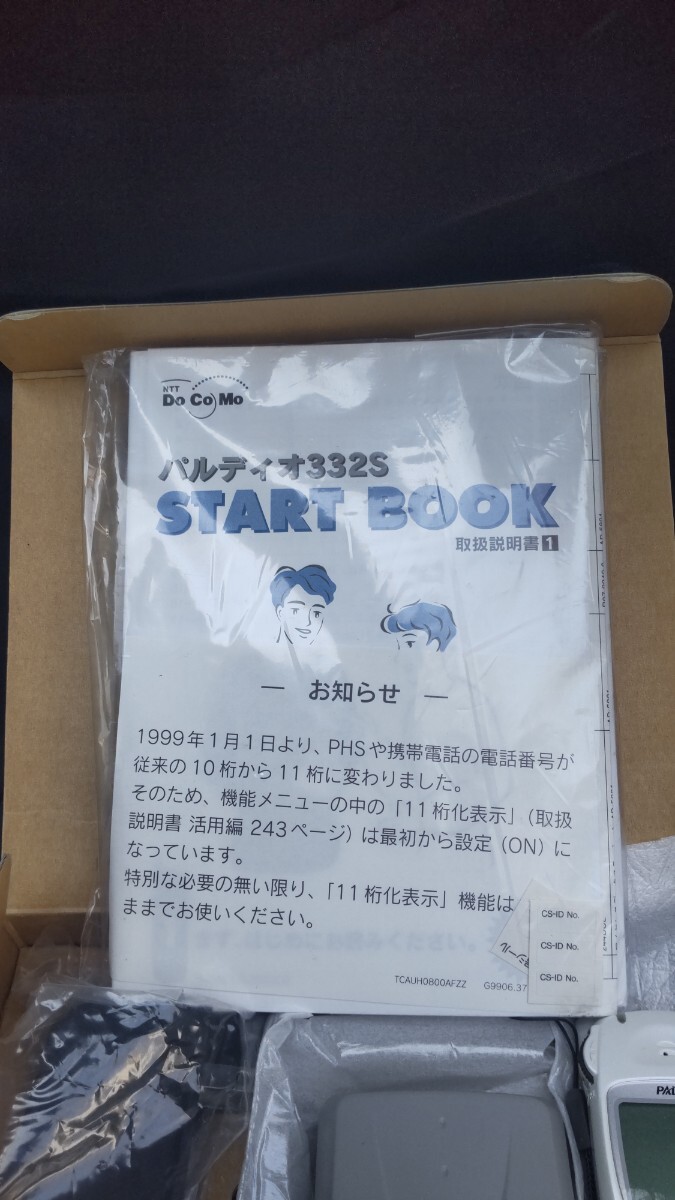 NTT
DoCoMo
パルディオ332S
START BOOK
取扱説明書1
― お知らせ ―
1999年1月1日より、PHSや携帯電話の電話番号が
従来の10桁から11桁に変わりました。
そのため、機能メニューの中の「11桁化表示」(取扱
説明書 活用編 243ページ)は最初から設定(ON)に
なっています。
特別な必要の無い限り、「11桁化表示」機能は
ままでお使いください。
CS-ID No.
CS-ID No.
CS-ID No.
TCAUH0800AFZZ G9906.37